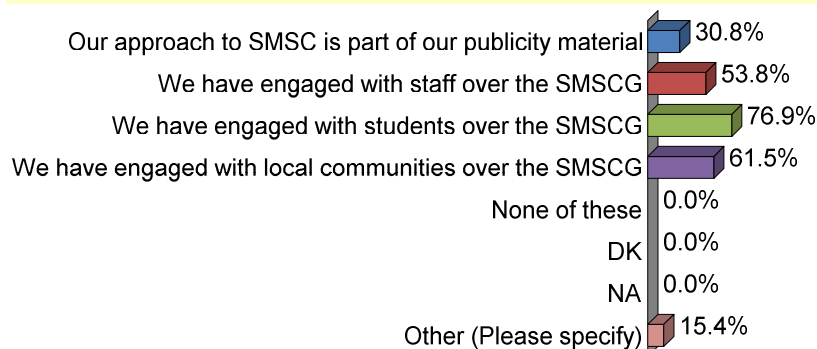 Our approach to SMSC is part of our publicity material 30.8%
We have engaged with staff over the SMSCG 53.8%
We have engaged with students over the SMSCG 76.9%
We have engaged with local communities over the SMSCG 61.5%
None of these 0.0%
DK 0.0%
NA 0.0%
Other (Please specify) 15.4%